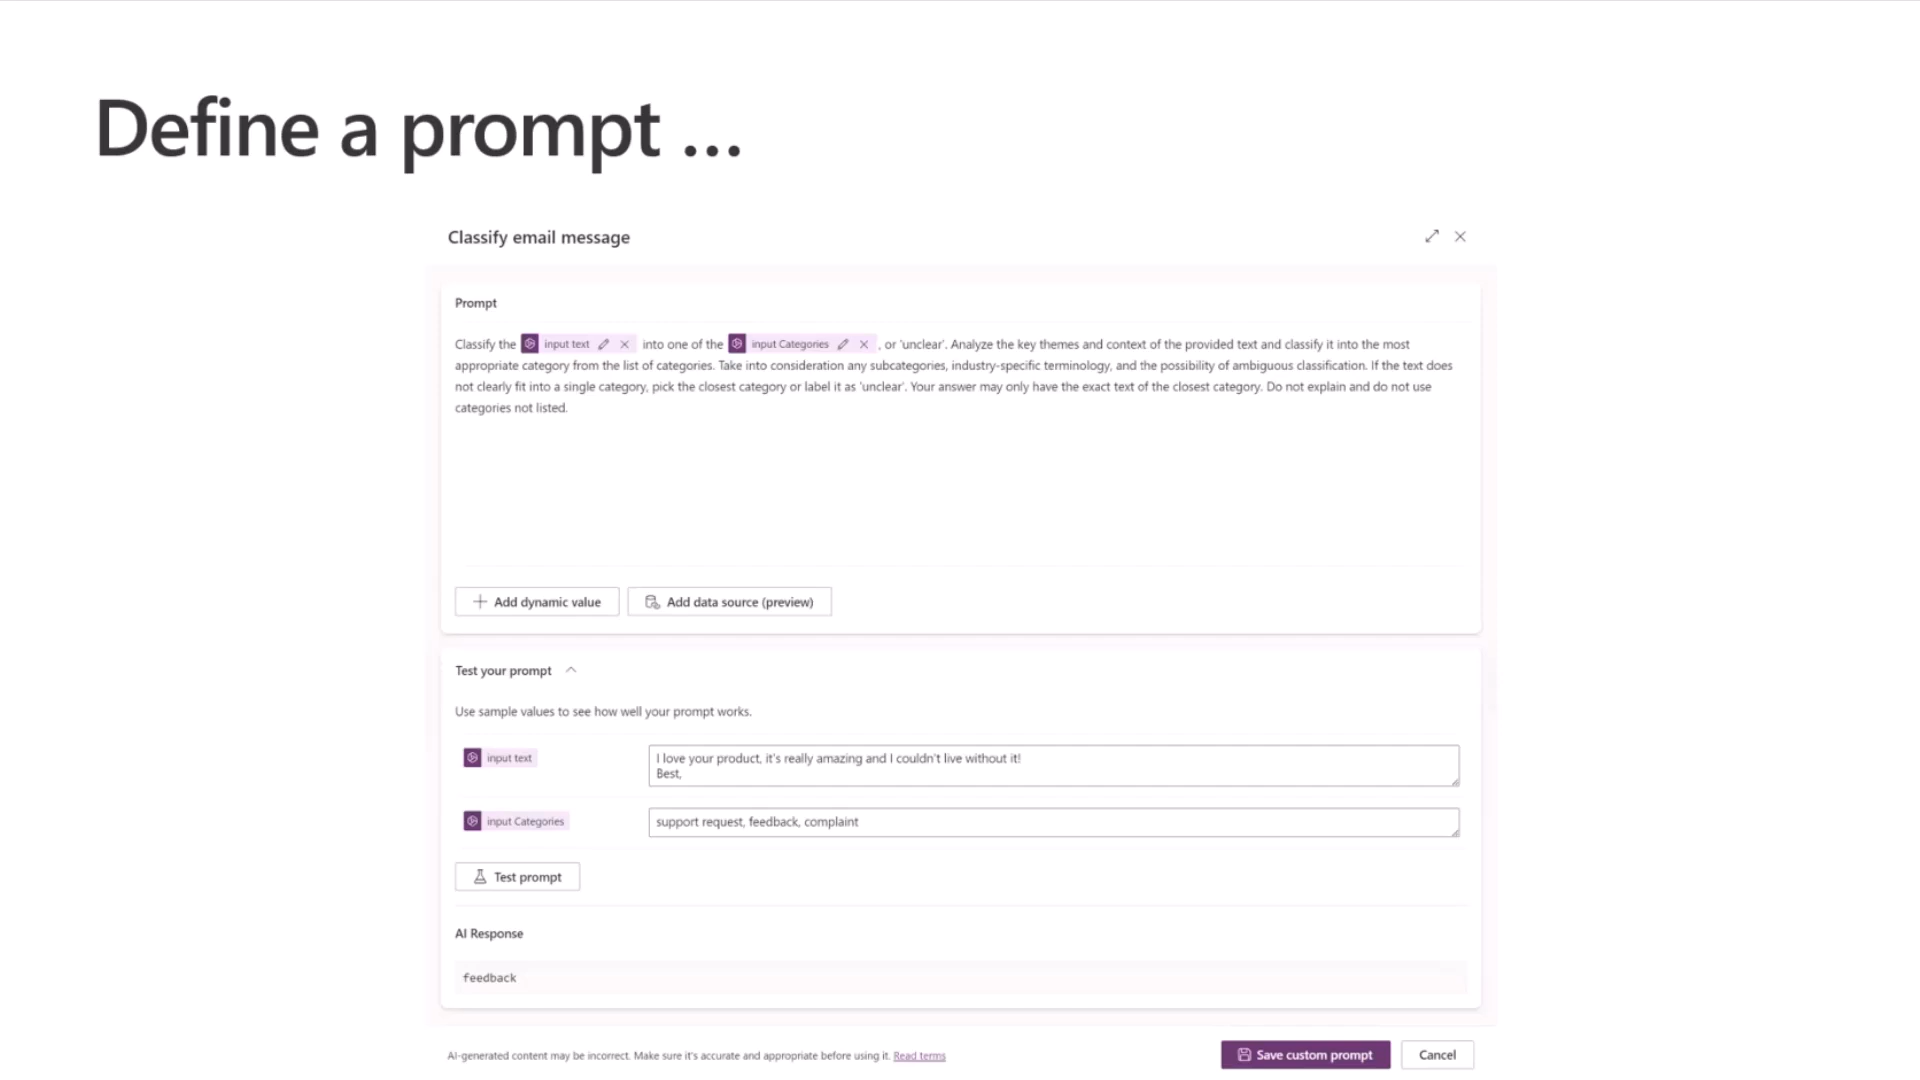 Define a prompt ...
Classify email message
Prompt
Classify the input text into one of the input Categories , or 'unclear'. Analyze the key themes and context of the provided text and classify it into the most
appropriate category from the list of categories. Take into consideration any subcategories, industry-specific terminology, and the possibility of ambiguous classification. If the text does
not clearly fit into a single category, pick the closest category or label it as 'unclear'. Your answer may only have the exact text of the closest category. Do not explain and do not use
categories not listed.
Add dynamic value Add data source (preview)
Test your prompt
Use sample values to see how well your prompt works.
input text I love your product, it's really amazing and I couldn't live without it!
Best,
input Categories support request, feedback, complaint
Test prompt
AI Response
feedback
AI-generated content may be incorrect. Make sure it's accurate and appropriate before using it. Read terms Save custom prompt Cancel